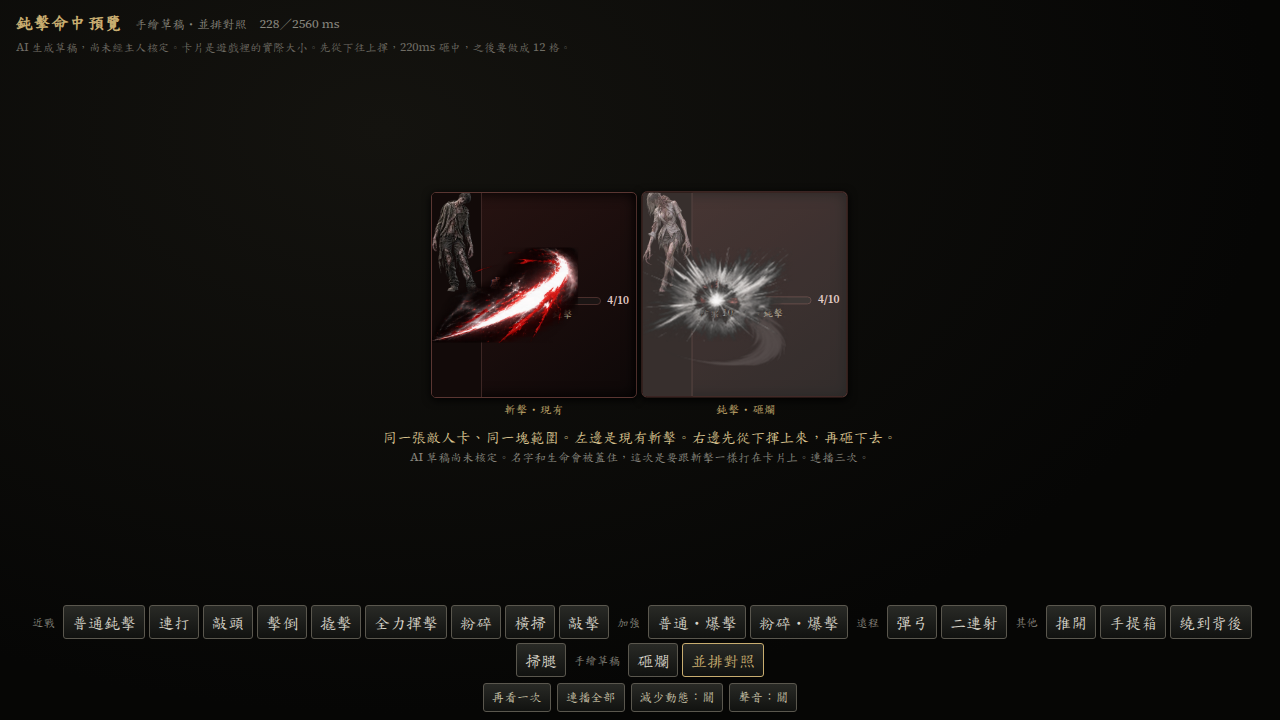 鈍擊命中預覽 手繪草稿・並排對照 228／2560 ms
AI 生成草稿，尚未經主人核定。卡片是遊戲裡的實際大小。先從下往上揮，220ms 砸中，之後要做成 12 格。
4/10
4/10
鈍擊
斬擊・現有
鈍擊・砸爛
同一張敵人卡、同一塊範圍。左邊是現有斬擊。右邊先從下揮上來，再砸下去。
AI 草稿尚未核定。名字和生命會被蓋住，這次是要跟斬擊一樣打在卡片上。連播三次。
近戰 普通鈍擊 連打 敲頭 擊倒 猛擊 全力揮擊 粉碎 橫掃 敲擊 加強 普通・爆擊 粉碎・爆擊 遠程 彈弓 二連射 其他 推開 手提箱 繞到背後
掃腿 手繪草稿 砸爛 並排對照
再看一次 連播全部 減少動態：關 聲音：關